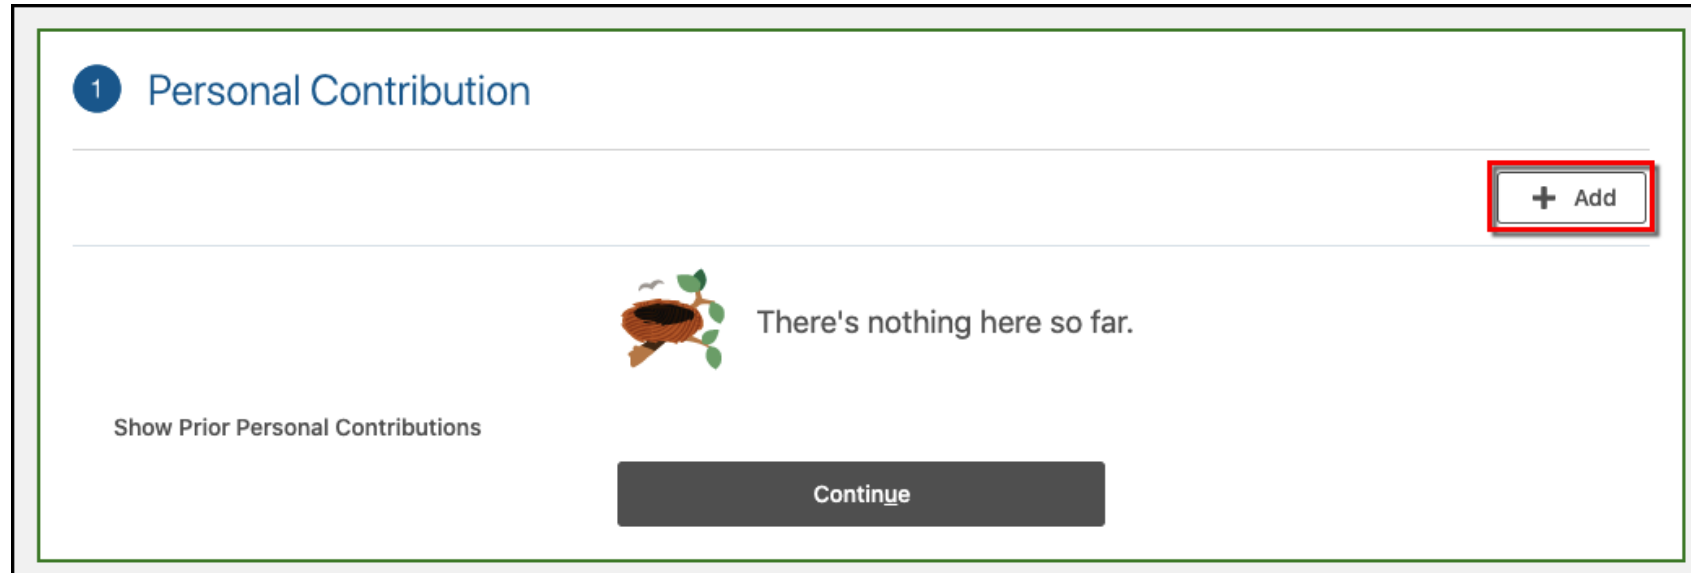 1 Personal Contribution
+ Add
There's nothing here so far.
Show Prior Personal Contributions
Continue